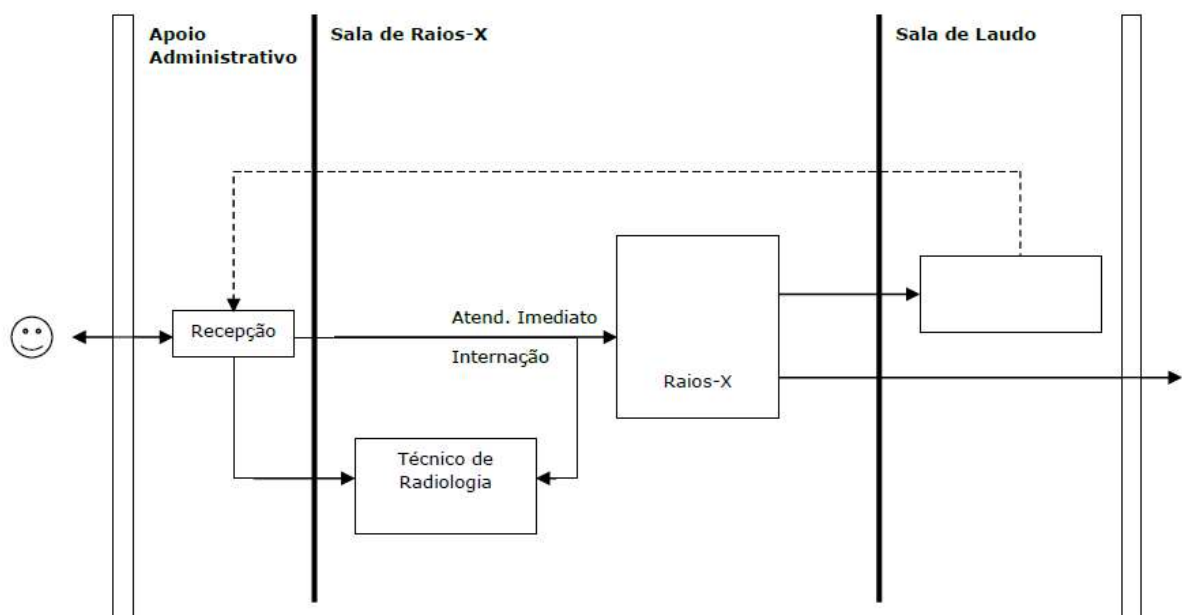 Apoio
Administrativo
Sala de Raios-X
Sala de Laudo
Recepção
Atend. Imediato
Internação
Raios-X
Técnico de
Radiologia